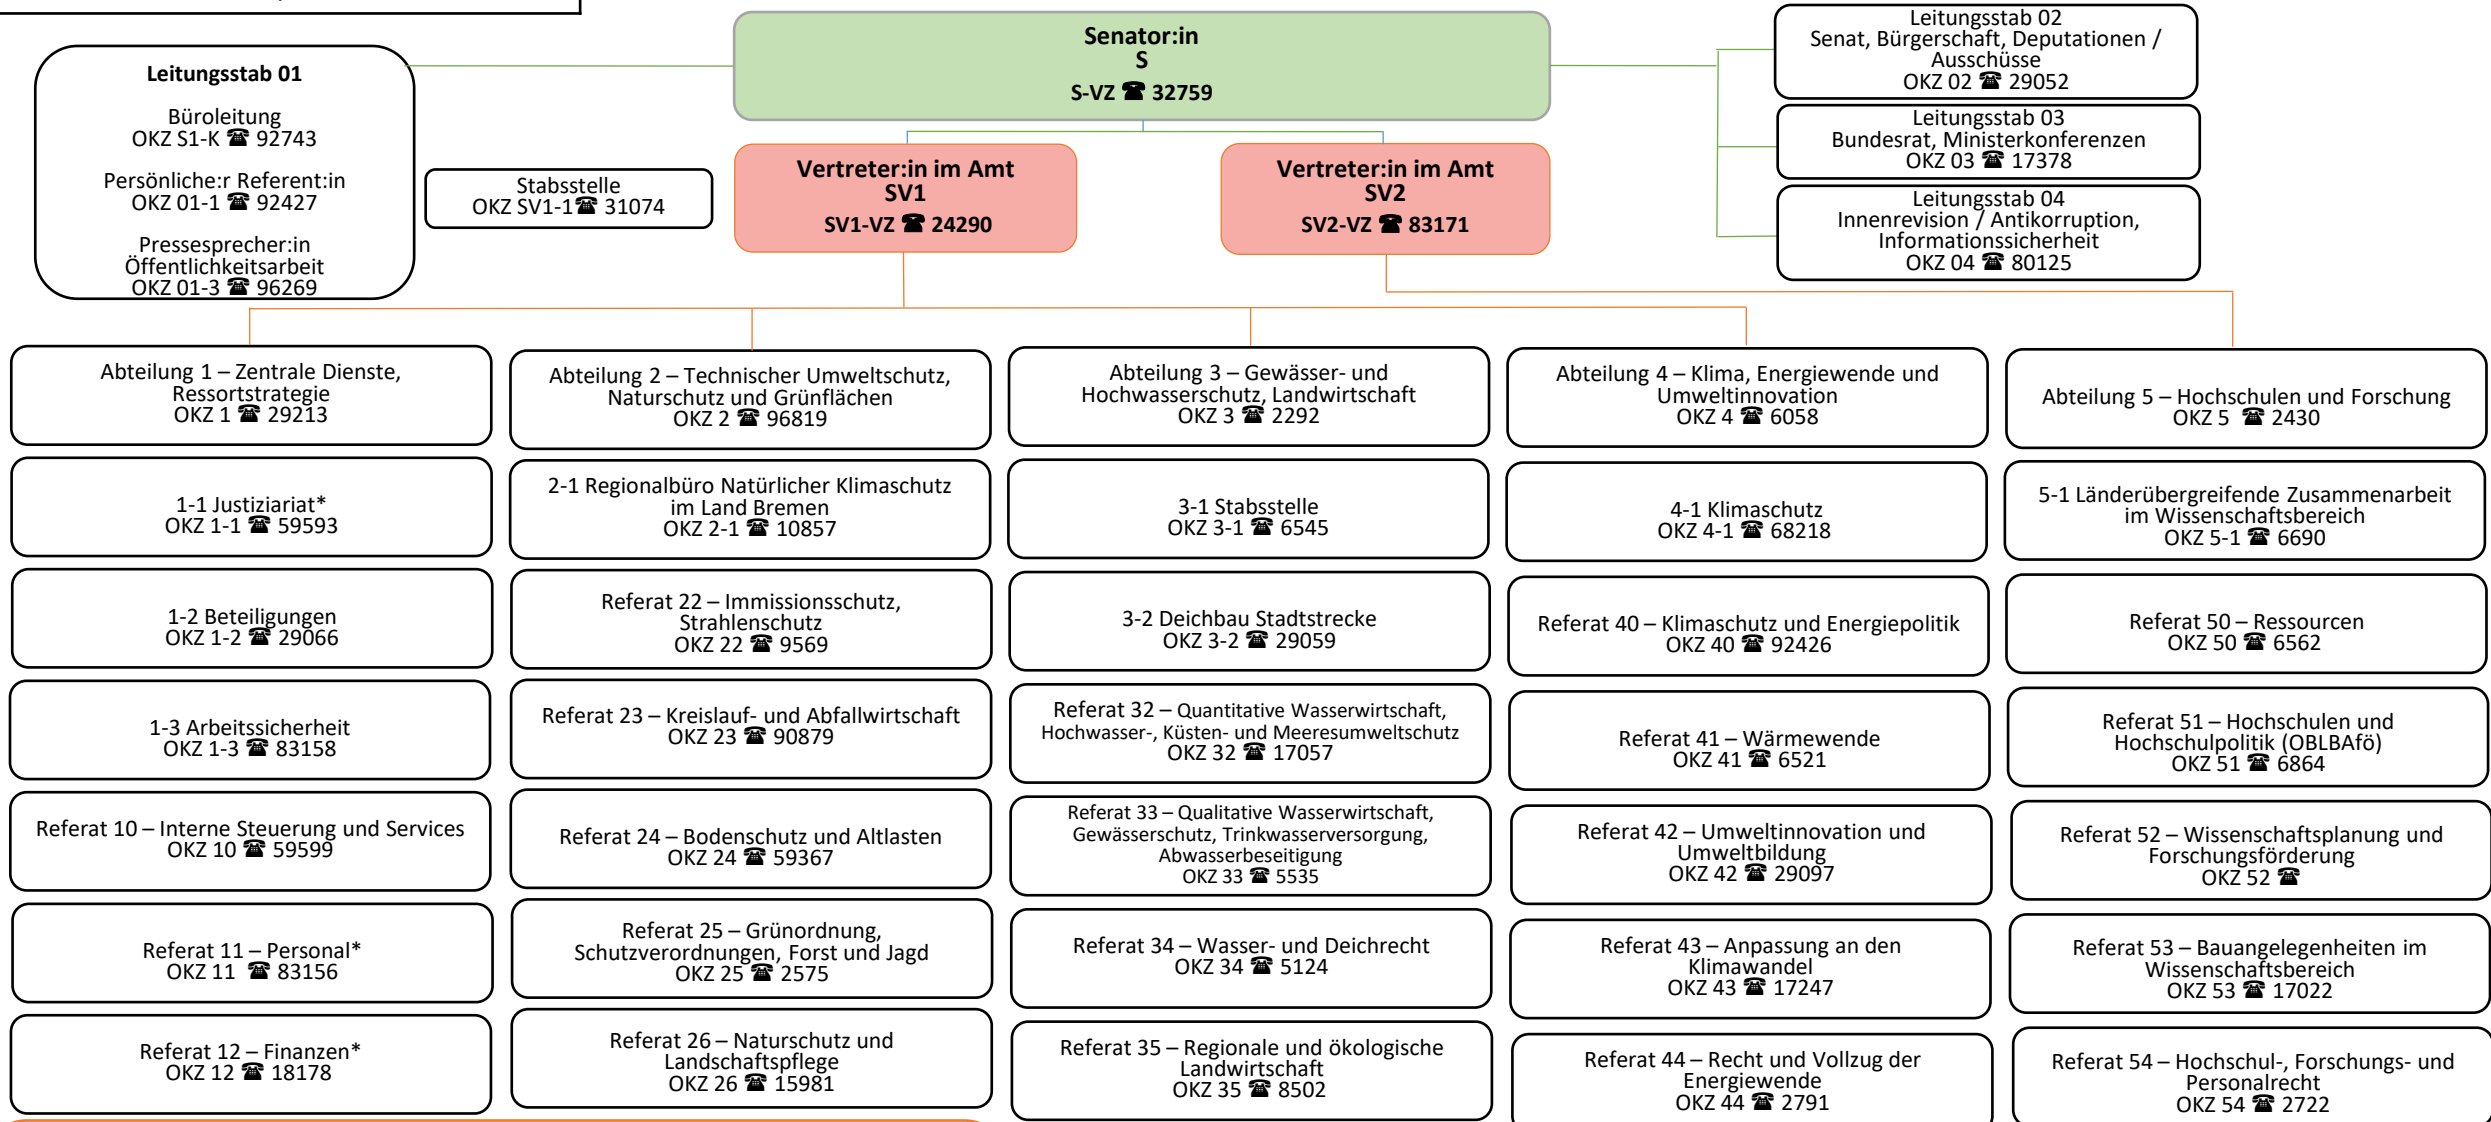 Senator:in
S
S-VZ ☎ 32759
Leitungsstab 01
Büroleitung
OKZ S1-K ☎ 92743
Persönliche:r Referent:in
OKZ 01-1 ☎ 92427
Pressesprecher:in
Öffentlichkeitsarbeit
OKZ 01-3 ☎ 96269
Stabsstelle
OKZ SV1-1☎ 31074
Vertreter:in im Amt
SV1
SV1-VZ ☎ 24290
Vertreter:in im Amt
SV2
SV2-VZ ☎ 83171
Leitungsstab 02
Senat, Bürgerschaft, Deputationen /
Ausschüsse
OKZ 02 ☎ 29052
Leitungsstab 03
Bundesrat, Ministerkonferenzen
OKZ 03 ☎ 17378
Leitungsstab 04
Innenrevision / Antikorruption,
Informationssicherheit
OKZ 04 ☎ 80125
Abteilung 1 – Zentrale Dienste,
Ressortstrategie
OKZ 1 ☎ 29213
1-1 Justiziariat*
OKZ 1-1 ☎ 59593
1-2 Beteiligungen
OKZ 1-2 ☎ 29066
1-3 Arbeitssicherheit
OKZ 1-3 ☎ 83158
Referat 10 – Interne Steuerung und Services
OKZ 10 ☎ 59599
Referat 11 – Personal*
OKZ 11 ☎ 83156
Referat 12 – Finanzen*
OKZ 12 ☎ 18178
Abteilung 2 – Technischer Umweltschutz,
Naturschutz und Grünflächen
OKZ 2 ☎ 96819
2-1 Regionalbüro Natürlicher Klimaschutz
im Land Bremen
OKZ 2-1 ☎ 10857
Referat 22 – Immissionsschutz,
Strahlenschutz
OKZ 22 ☎ 9569
Referat 23 – Kreislauf- und Abfallwirtschaft
OKZ 23 ☎ 90879
Referat 24 – Bodenschutz und Altlasten
OKZ 24 ☎ 59367
Referat 25 – Grünordnung,
Schutzverordnungen, Forst und Jagd
OKZ 25 ☎ 2575
Referat 26 – Naturschutz und
Landschaftspflege
OKZ 26 ☎ 15981
Abteilung 3 – Gewässer- und
Hochwasserschutz, Landwirtschaft
OKZ 3 ☎ 2292
3-1 Stabsstelle
OKZ 3-1 ☎ 6545
3-2 Deichbau Stadtstrecke
OKZ 3-2 ☎ 29059
Referat 32 – Quantitative Wasserwirtschaft,
Hochwasser-, Küsten- und Meeresumweltschutz
OKZ 32 ☎ 17057
Referat 33 – Qualitative Wasserwirtschaft,
Gewässerschutz, Trinkwasserversorgung,
Abwasserbeseitigung
OKZ 33 ☎ 5535
Referat 34 – Wasser- und Deichrecht
OKZ 34 ☎ 5124
Referat 35 – Regionale und ökologische
Landwirtschaft
OKZ 35 ☎ 8502
Abteilung 4 – Klima, Energiewende und
Umweltinnovation
OKZ 4 ☎ 6058
4-1 Klimaschutz
OKZ 4-1 ☎ 68218
Referat 40 – Klimaschutz und Energiepolitik
OKZ 40 ☎ 92426
Referat 41 – Wärmewende
OKZ 41 ☎ 6521
Referat 42 – Umweltinnovation und
Umweltbildung
OKZ 42 ☎ 29097
Referat 43 – Anpassung an den
Klimawandel
OKZ 43 ☎ 17247
Referat 44 – Recht und Vollzug der
Energiewende
OKZ 44 ☎ 2791
Abteilung 5 – Hochschulen und Forschung
OKZ 5 ☎ 2430
5-1 Länderübergreifende Zusammenarbeit
im Wissenschaftsbereich
OKZ 5-1 ☎ 6690
Referat 50 – Ressourcen
OKZ 50 ☎ 6562
Referat 51 – Hochschulen und
Hochschulpolitik (OBLBAfö)
OKZ 51 ☎ 6864
Referat 52 – Wissenschaftsplanung und
Forschungsförderung
OKZ 52 ☎
Referat 53 – Bauangelegenheiten im
Wissenschaftsbereich
OKZ 53 ☎ 17022
Referat 54 – Hochschul-, Forschungs- und
Personalrecht
OKZ 54 ☎ 2722